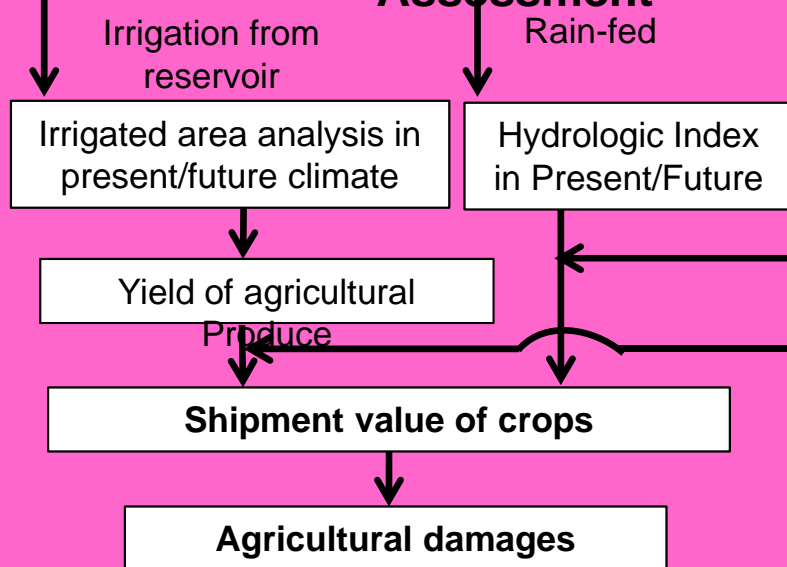 Assessment
Irrigation from
reservoir
Rain-fed
Irrigated area analysis in
present/future climate
Hydrologic Index
in Present/Future
Yield of agricultural
Produce
Shipment value of crops
Agricultural damages